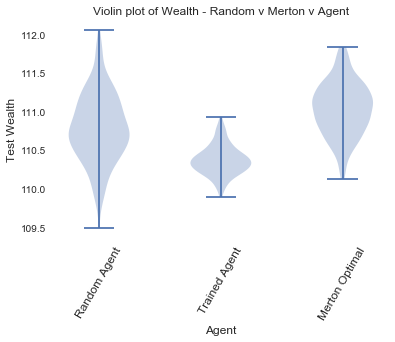 Violin plot of Wealth - Random v Merton v Agent
112.0
111.5
111.0
110.5
110.0
109.5
Test Wealth
Random Agent
Trained Agent
Merton Optimal
Agent